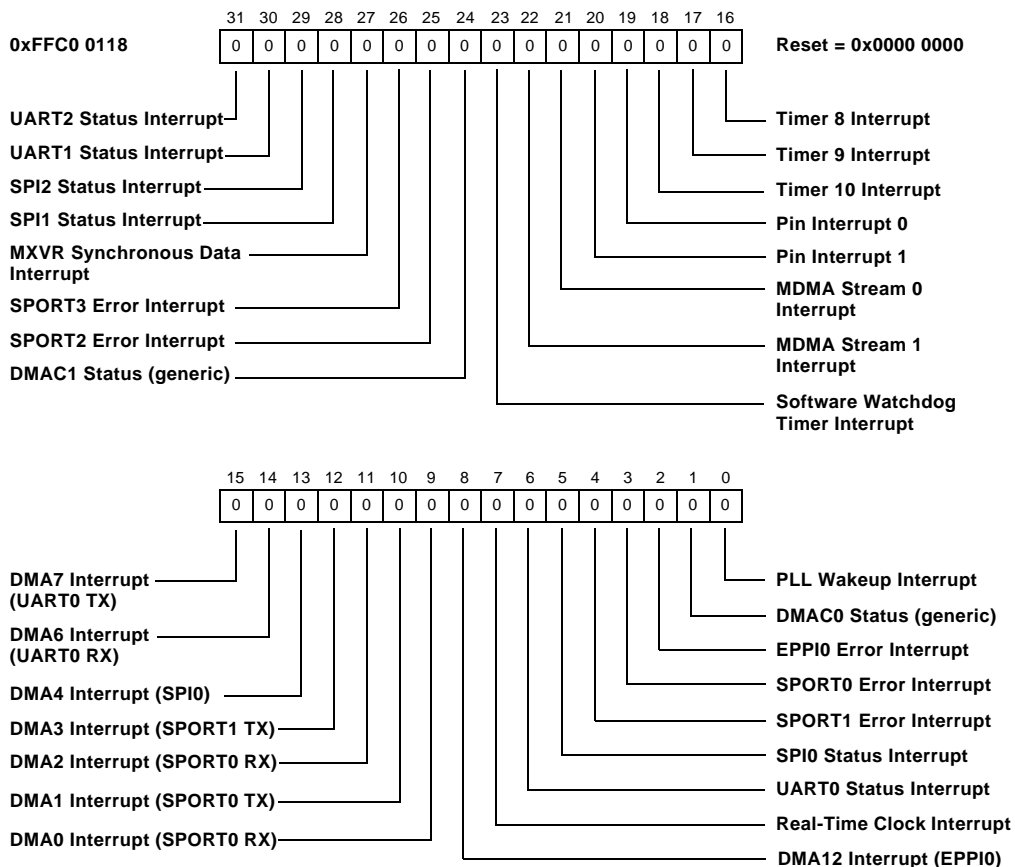 31 30 29 28 27 26 25 24 23 22 21 20 19 18 17 16
0xFFC0 0118
0 0 0 0 0 0 0 0 0 0 0 0 0 0 0 0
Reset = 0x0000 0000
UART2 Status Interrupt
UART1 Status Interrupt
SPI2 Status Interrupt
SPI1 Status Interrupt
MXVR Synchronous Data
Interrupt
SPORT3 Error Interrupt
SPORT2 Error Interrupt
DMAC1 Status (generic)
Timer 8 Interrupt
Timer 9 Interrupt
Timer 10 Interrupt
Pin Interrupt 0
Pin Interrupt 1
MDMA Stream 0
Interrupt
MDMA Stream 1
Interrupt
Software Watchdog
Timer Interrupt
15 14 13 12 11 10 9 8 7 6 5 4 3 2 1 0
0 0 0 0 0 0 0 0 0 0 0 0 0 0 0 0
DMA7 Interrupt
(UART0 TX)
DMA6 Interrupt
(UART0 RX)
DMA4 Interrupt (SPI0)
DMA3 Interrupt (SPORT1 TX)
DMA2 Interrupt (SPORT0 RX)
DMA1 Interrupt (SPORT0 TX)
DMA0 Interrupt (SPORT0 RX)
PLL Wakeup Interrupt
DMAC0 Status (generic)
EPPI0 Error Interrupt
SPORT0 Error Interrupt
SPORT1 Error Interrupt
SPI0 Status Interrupt
UART0 Status Interrupt
Real-Time Clock Interrupt
DMA12 Interrupt (EPPI0)